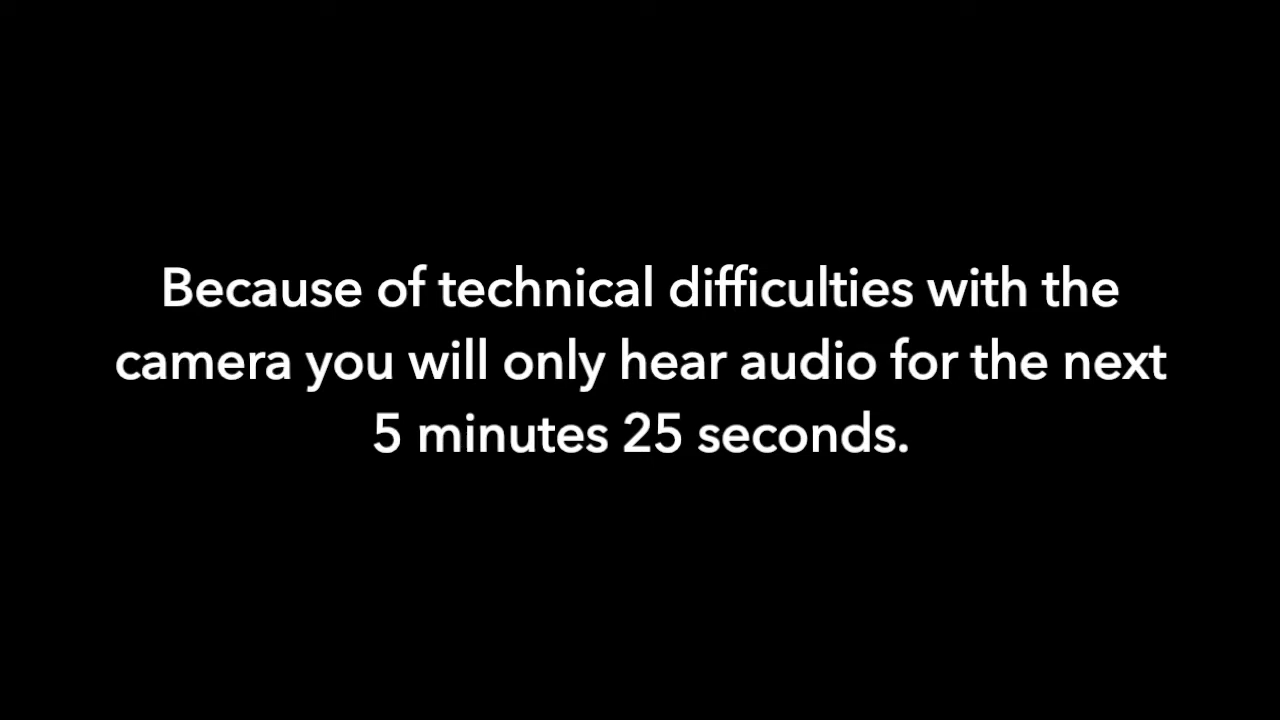 Because of technical difficulties with the
camera you will only hear audio for the next
5 minutes 25 seconds.